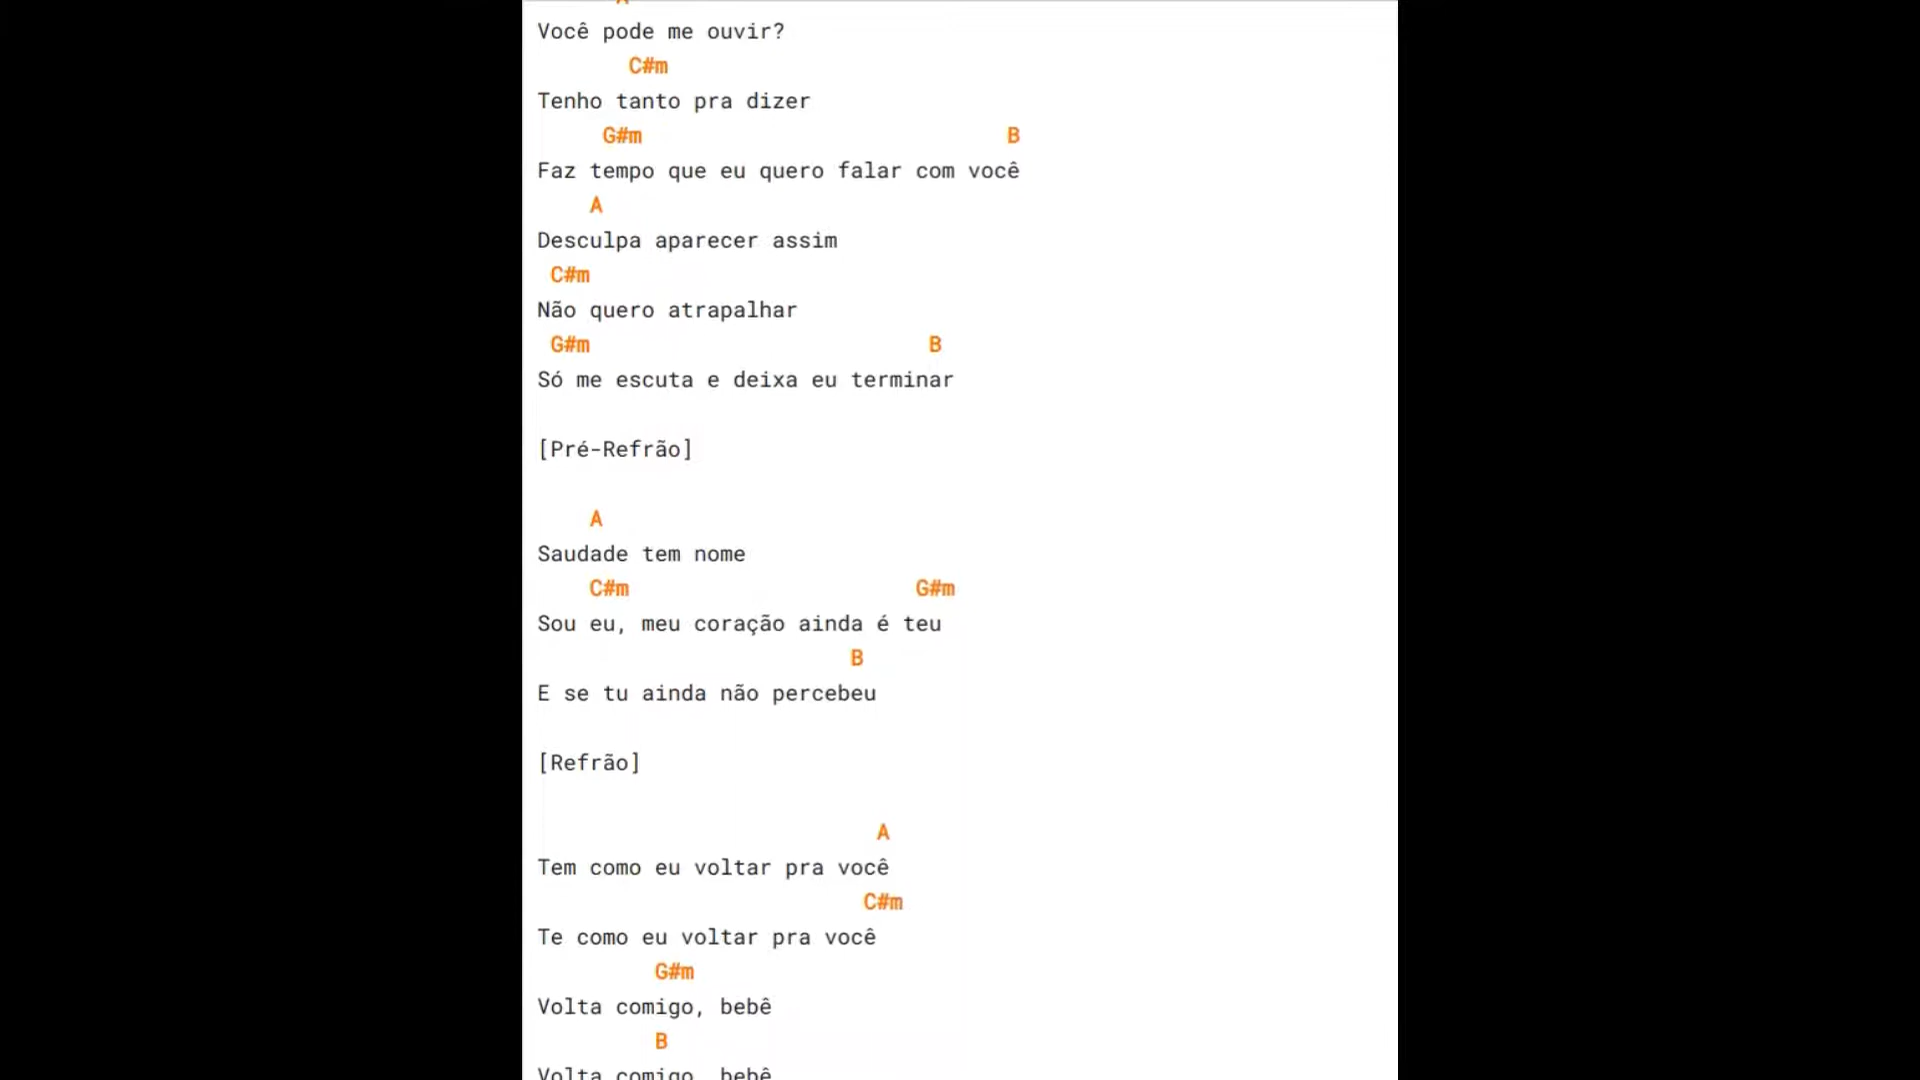 A
Você pode me ouvir?
C#m
Tenho tanto pra dizer
G#m B
Faz tempo que eu quero falar com você
A
Desculpa aparecer assim
C#m
Não quero atrapalhar
G#m B
Só me escuta e deixa eu terminar
[Pré-Refrão]
A
Saudade tem nome
C#m G#m
Sou eu, meu coração ainda é teu
B
E se tu ainda não percebeu
[Refrão]
A
Tem como eu voltar pra você
C#m
Te como eu voltar pra você
G#m
Volta comigo, bebê
B
Volta comigo, bebê